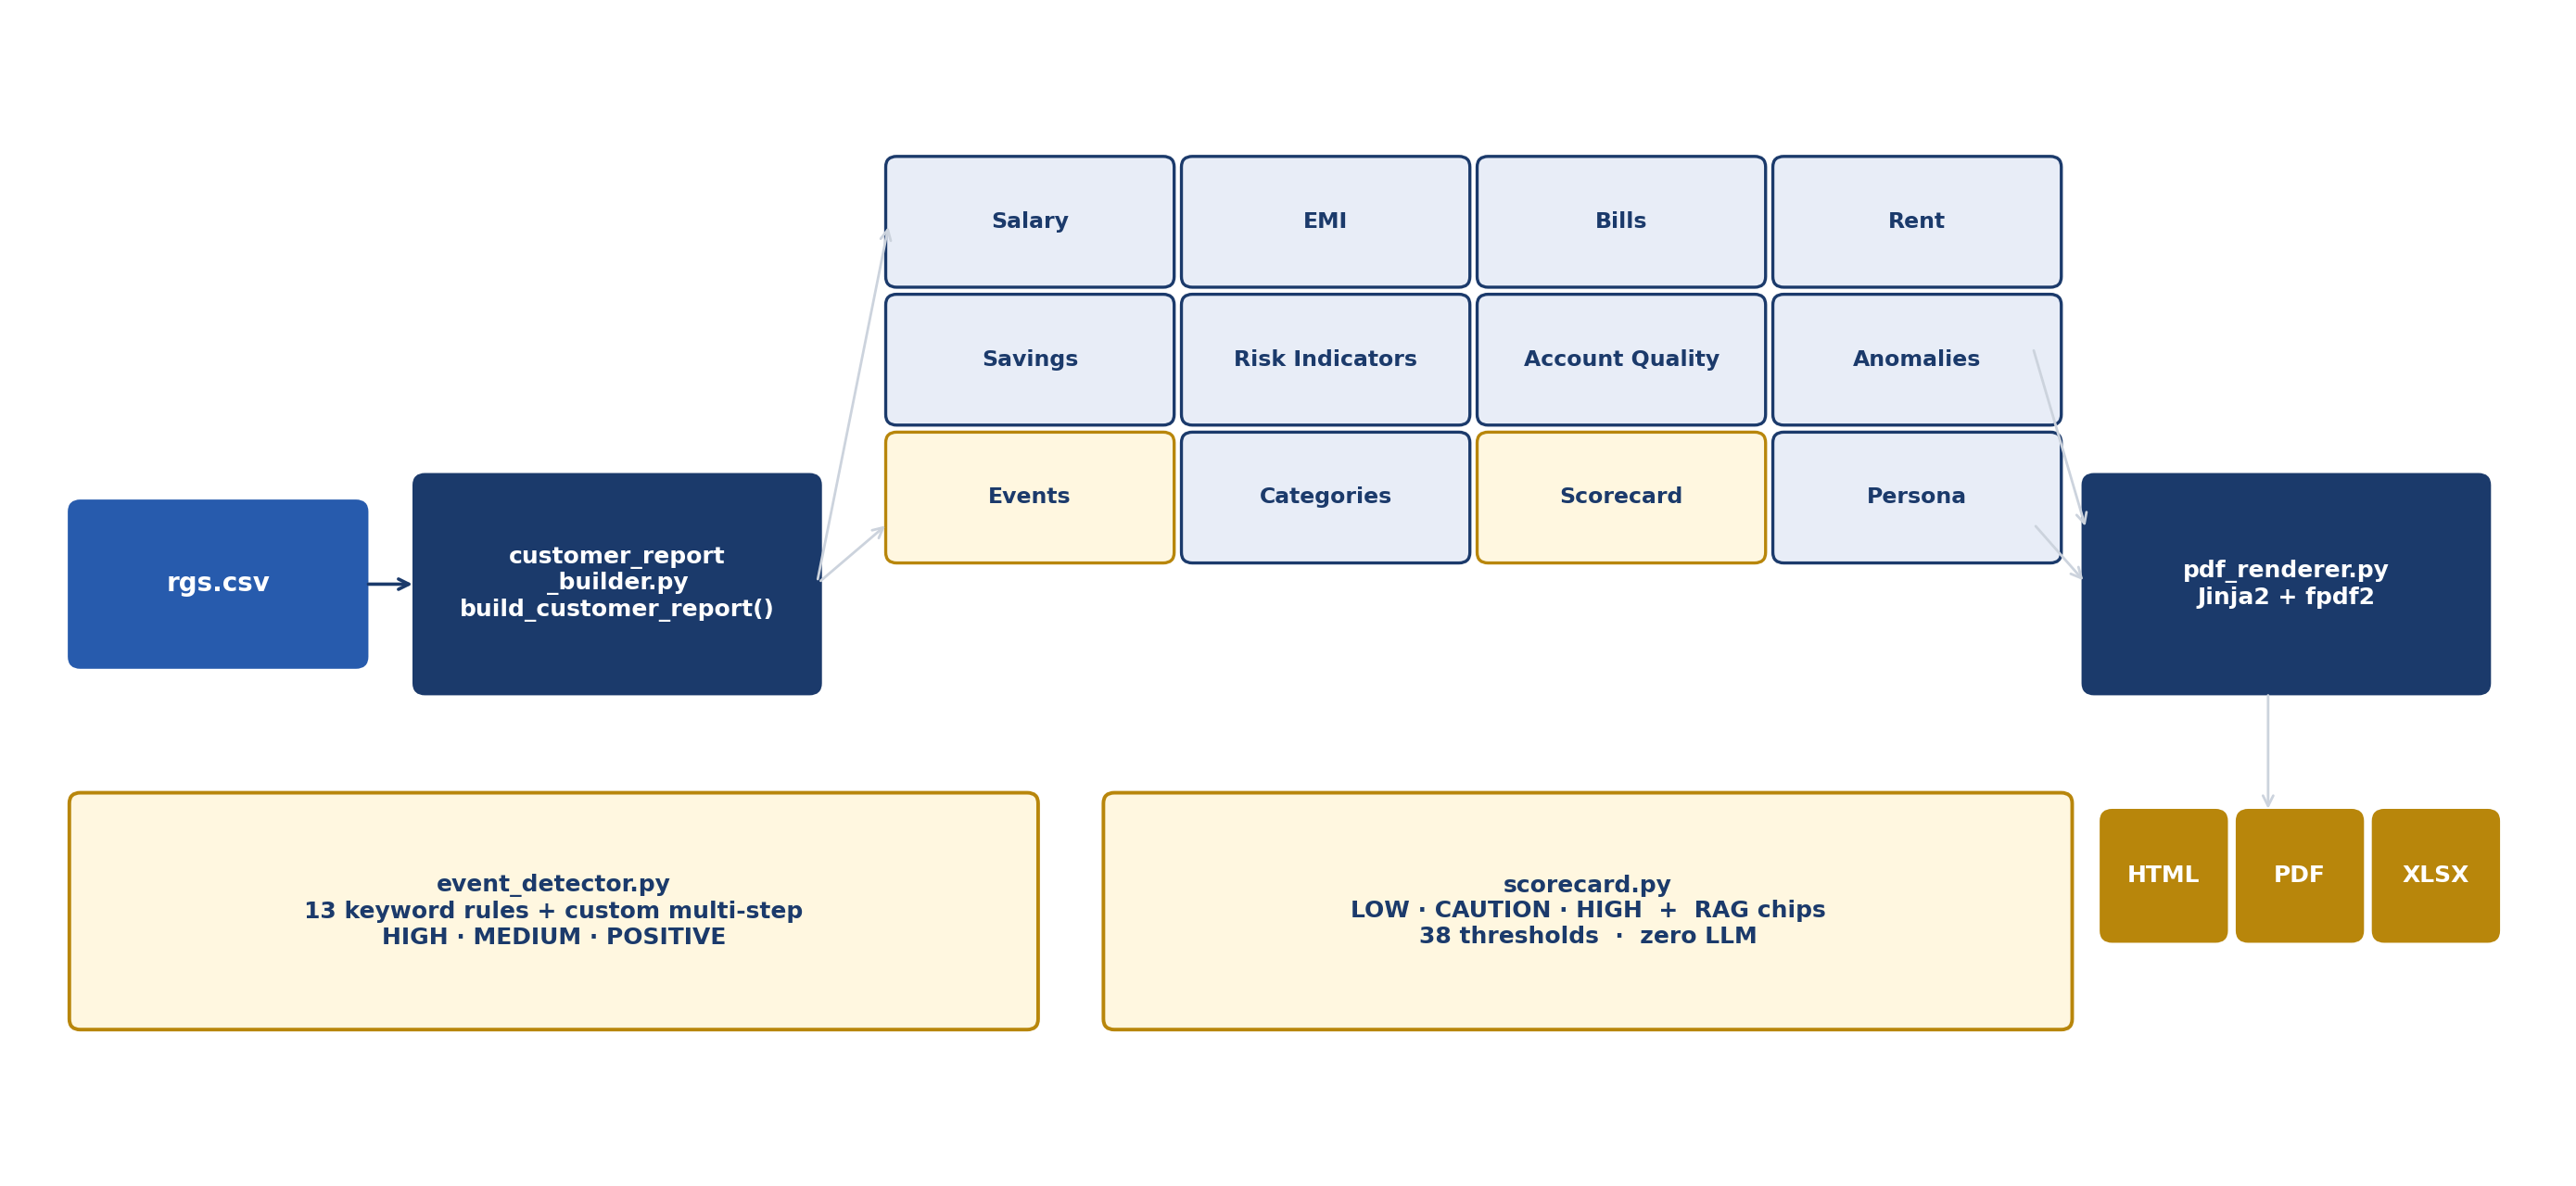 Salary
EMI
Bills
Rent
Savings
Risk Indicators
Account Quality
Anomalies
Events
Categories
Scorecard
Persona
rgs.csv
customer_report
_builder.py
build_customer_report()
pdf_renderer.py
Jinja2 + fpdf2
event_detector.py
13 keyword rules + custom multi-step
HIGH · MEDIUM · POSITIVE
scorecard.py
LOW · CAUTION · HIGH + RAG chips
38 thresholds · zero LLM
HTML
PDF
XLSX